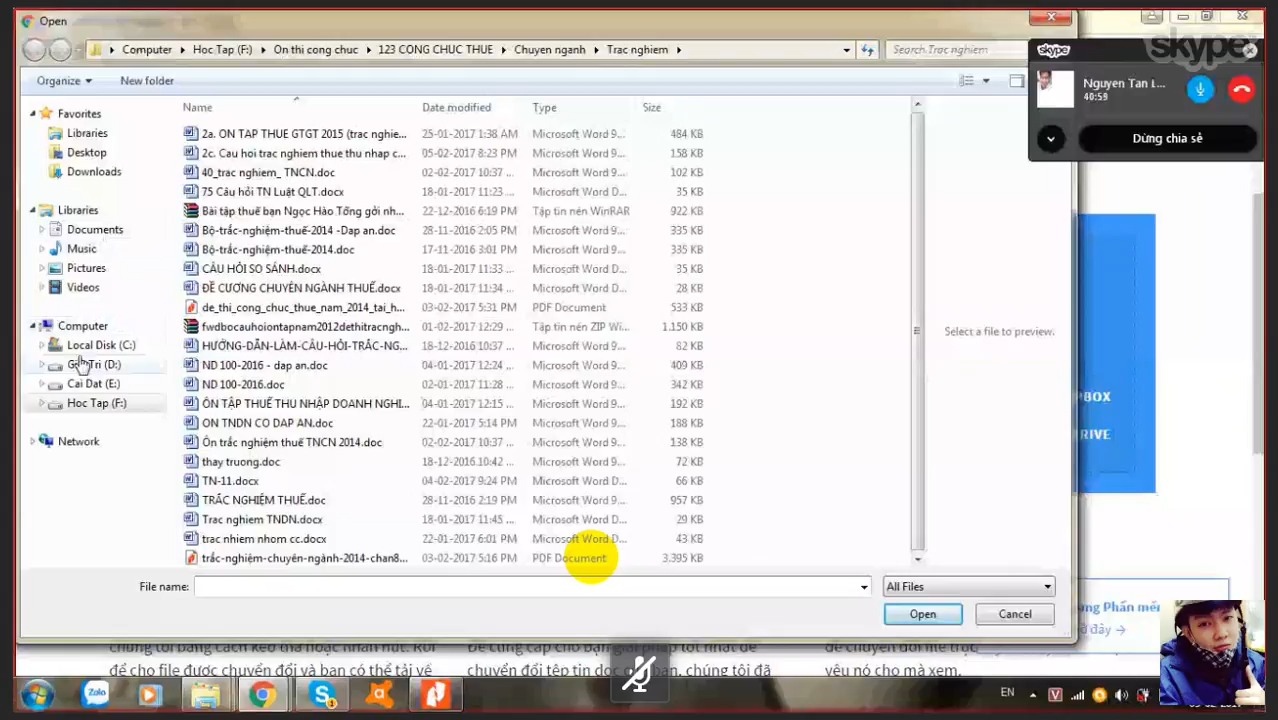 Open
skype
Computer Hoc Tap (F:) On thi cong chuc 123 CONG CHUC THUE Chuyen nganh Trac nghiem
Search Trac nghiem
skype
Nguyen Tan L...
40:59
Dừng chia sẻ
Organize New folder
Name Date modified Type Size
2a. ON TAP THUE GTGT 2015 (trac nghie... 25-01-2017 1:38 AM Microsoft Word 9... 484 KB
2c. Cau hoi trac nghiem thue thu nhap c... 05-02-2017 8:23 PM Microsoft Word 9... 158 KB
40_trac nghiem_ TNCN.doc 02-02-2017 10:37 ... Microsoft Word 9... 102 KB
75 Câu hỏi TN Luật QLT.docx 18-01-2017 11:23 ... Microsoft Word D... 35 KB
Bài tập thuế bạn Ngọc Hào Tổng gởi nh... 22-12-2016 6:19 PM Tập tin nén WinRAR 922 KB
Bộ-trắc-nghiệm-thuế-2014 -Dap an.doc 28-11-2016 2:05 PM Microsoft Word 9... 335 KB
Bộ-trắc-nghiệm-thuế-2014.doc 17-11-2016 3:01 PM Microsoft Word 9... 335 KB
CÂU HỎI SO SÁNH.docx 18-01-2017 11:33 ... Microsoft Word D... 35 KB
ĐỀ CƯƠNG CHUYÊN NGÀNH THUẾ.docx 18-01-2017 11:37 ... Microsoft Word D... 28 KB
de_thi_cong_chuc_thue_nam_2014_tai_h... 03-02-2017 5:31 PM PDF Document 533 KB
fwdbocauhoiontapnam2012dethitracngh... 01-02-2017 12:29 ... Tập tin nén ZIP Wi... 1.150 KB
HƯỚNG-DẪN-LÀM-CÂU-HỎI-TRẮC-NG... 18-12-2016 10:36 ... Microsoft Word 9... 82 KB
ND 100-2016 - dap an.doc 04-01-2017 12:24 ... Microsoft Word 9... 409 KB
ND 100-2016.doc 02-01-2017 11:28 ... Microsoft Word 9... 342 KB
ÔN TẬP THUẾ THU NHẬP DOANH NGHI... 04-01-2017 12:15 ... Microsoft Word 9... 192 KB
ON TNDN CO DAP AN.doc 22-01-2017 5:14 PM Microsoft Word 9... 188 KB
Ôn trắc nghiệm thuế TNCN 2014.doc 02-02-2017 10:37 ... Microsoft Word 9... 138 KB
thay truong.doc 18-12-2016 10:42 ... Microsoft Word 9... 72 KB
TN-11.docx 04-02-2017 9:24 PM Microsoft Word D... 66 KB
TRẮC NGHIỆM THUẾ.doc 28-11-2016 2:19 PM Microsoft Word 9... 957 KB
Trac nghiem TNDN.docx 18-01-2017 11:45 ... Microsoft Word D... 29 KB
trac nhiem nhom cc.docx 22-01-2017 6:01 PM Microsoft Word D... 43 KB
trắc-nghiệm-chuyên-ngành-2014-chan8... 03-02-2017 5:16 PM PDF Document 3.395 KB
Favorites
Libraries
Desktop
Downloads
Libraries
Documents
Music
Pictures
Videos
Computer
Local Disk (C:)
Tri (D:)
Cai Dat (E:)
Hoc Tap (F:)
Network
Select a file to preview.
PBOX
RIVE
File name: All Files
Open Cancel
ng Phần mềm
ở đây →
chúng tôi bằng cách kéo thả hoặc nhấn nút. Rồi
để cho file được chuyển đổi và bạn có thể tải về
Để cung cấp cho bạn giải pháp tốt nhất để
chuyển đổi tệp tin doc của bạn, chúng tôi đã
để chuyển đổi file trực
yêu nó cho mà xem.
Zalo
EN